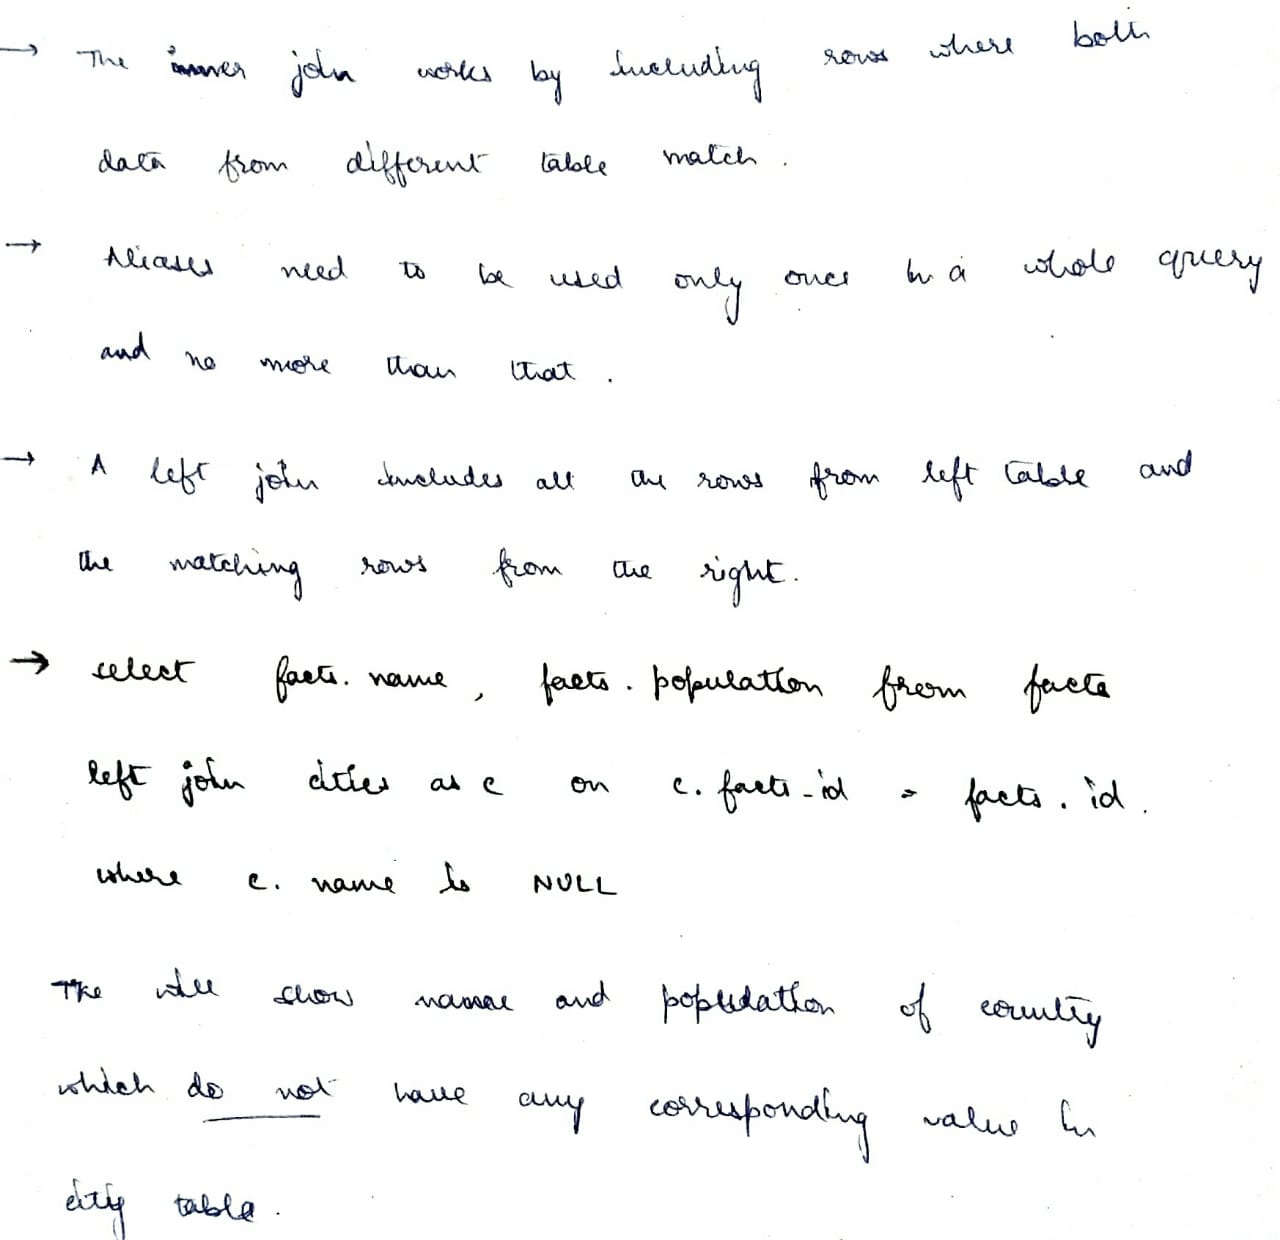 → The inner join works by including rows where both
data from different table match .
→ Aliases need to be used only once in a whole query
and no more than that .
→ A left join includes all the rows from left table and
the matching rows from the right.
→ select facts. name , facts . population from facts
left join cities as c on c. facts_id = facts . id .
where c. name is NULL
The will show name and population of country
which do not have any corresponding value in
city table .